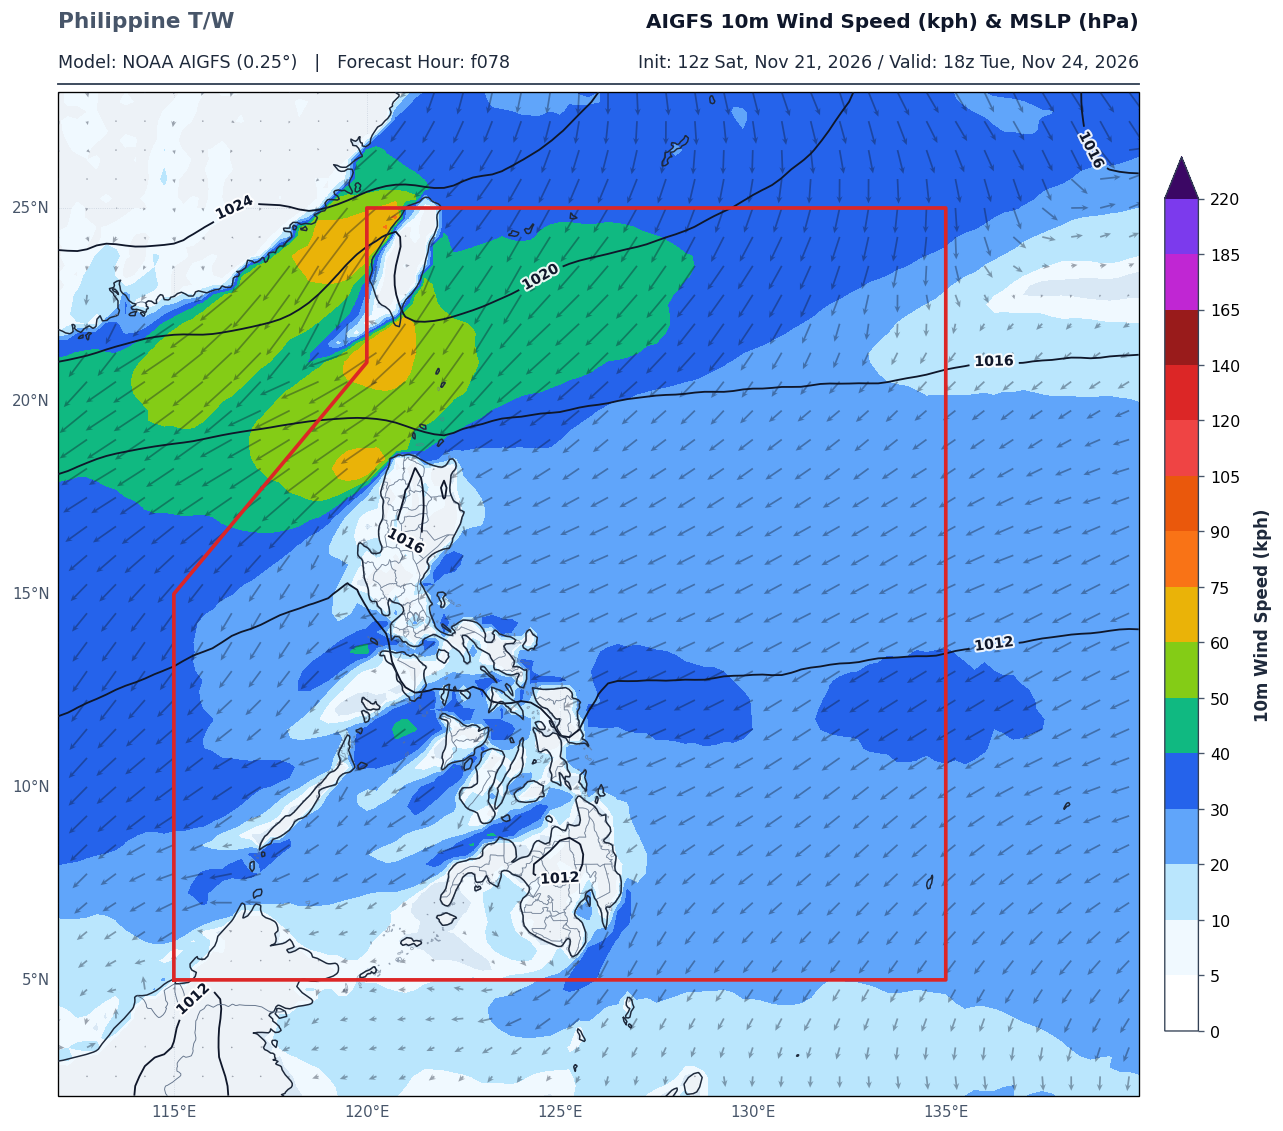 Philippine T/W
AIGFS 10m Wind Speed (kph) & MSLP (hPa)
Model: NOAA AIGFS (0.25°)   |   Forecast Hour: f078
Init: 12z Sat, Nov 21, 2026 / Valid: 18z Tue, Nov 24, 2026
1016
1024
1020
1016
1016
1012
1012
1012
25°N
20°N
15°N
10°N
5°N
115°E
120°E
125°E
130°E
135°E
220
185
165
140
120
105
90
75
60
50
40
30
20
10
5
0
10m Wind Speed (kph)